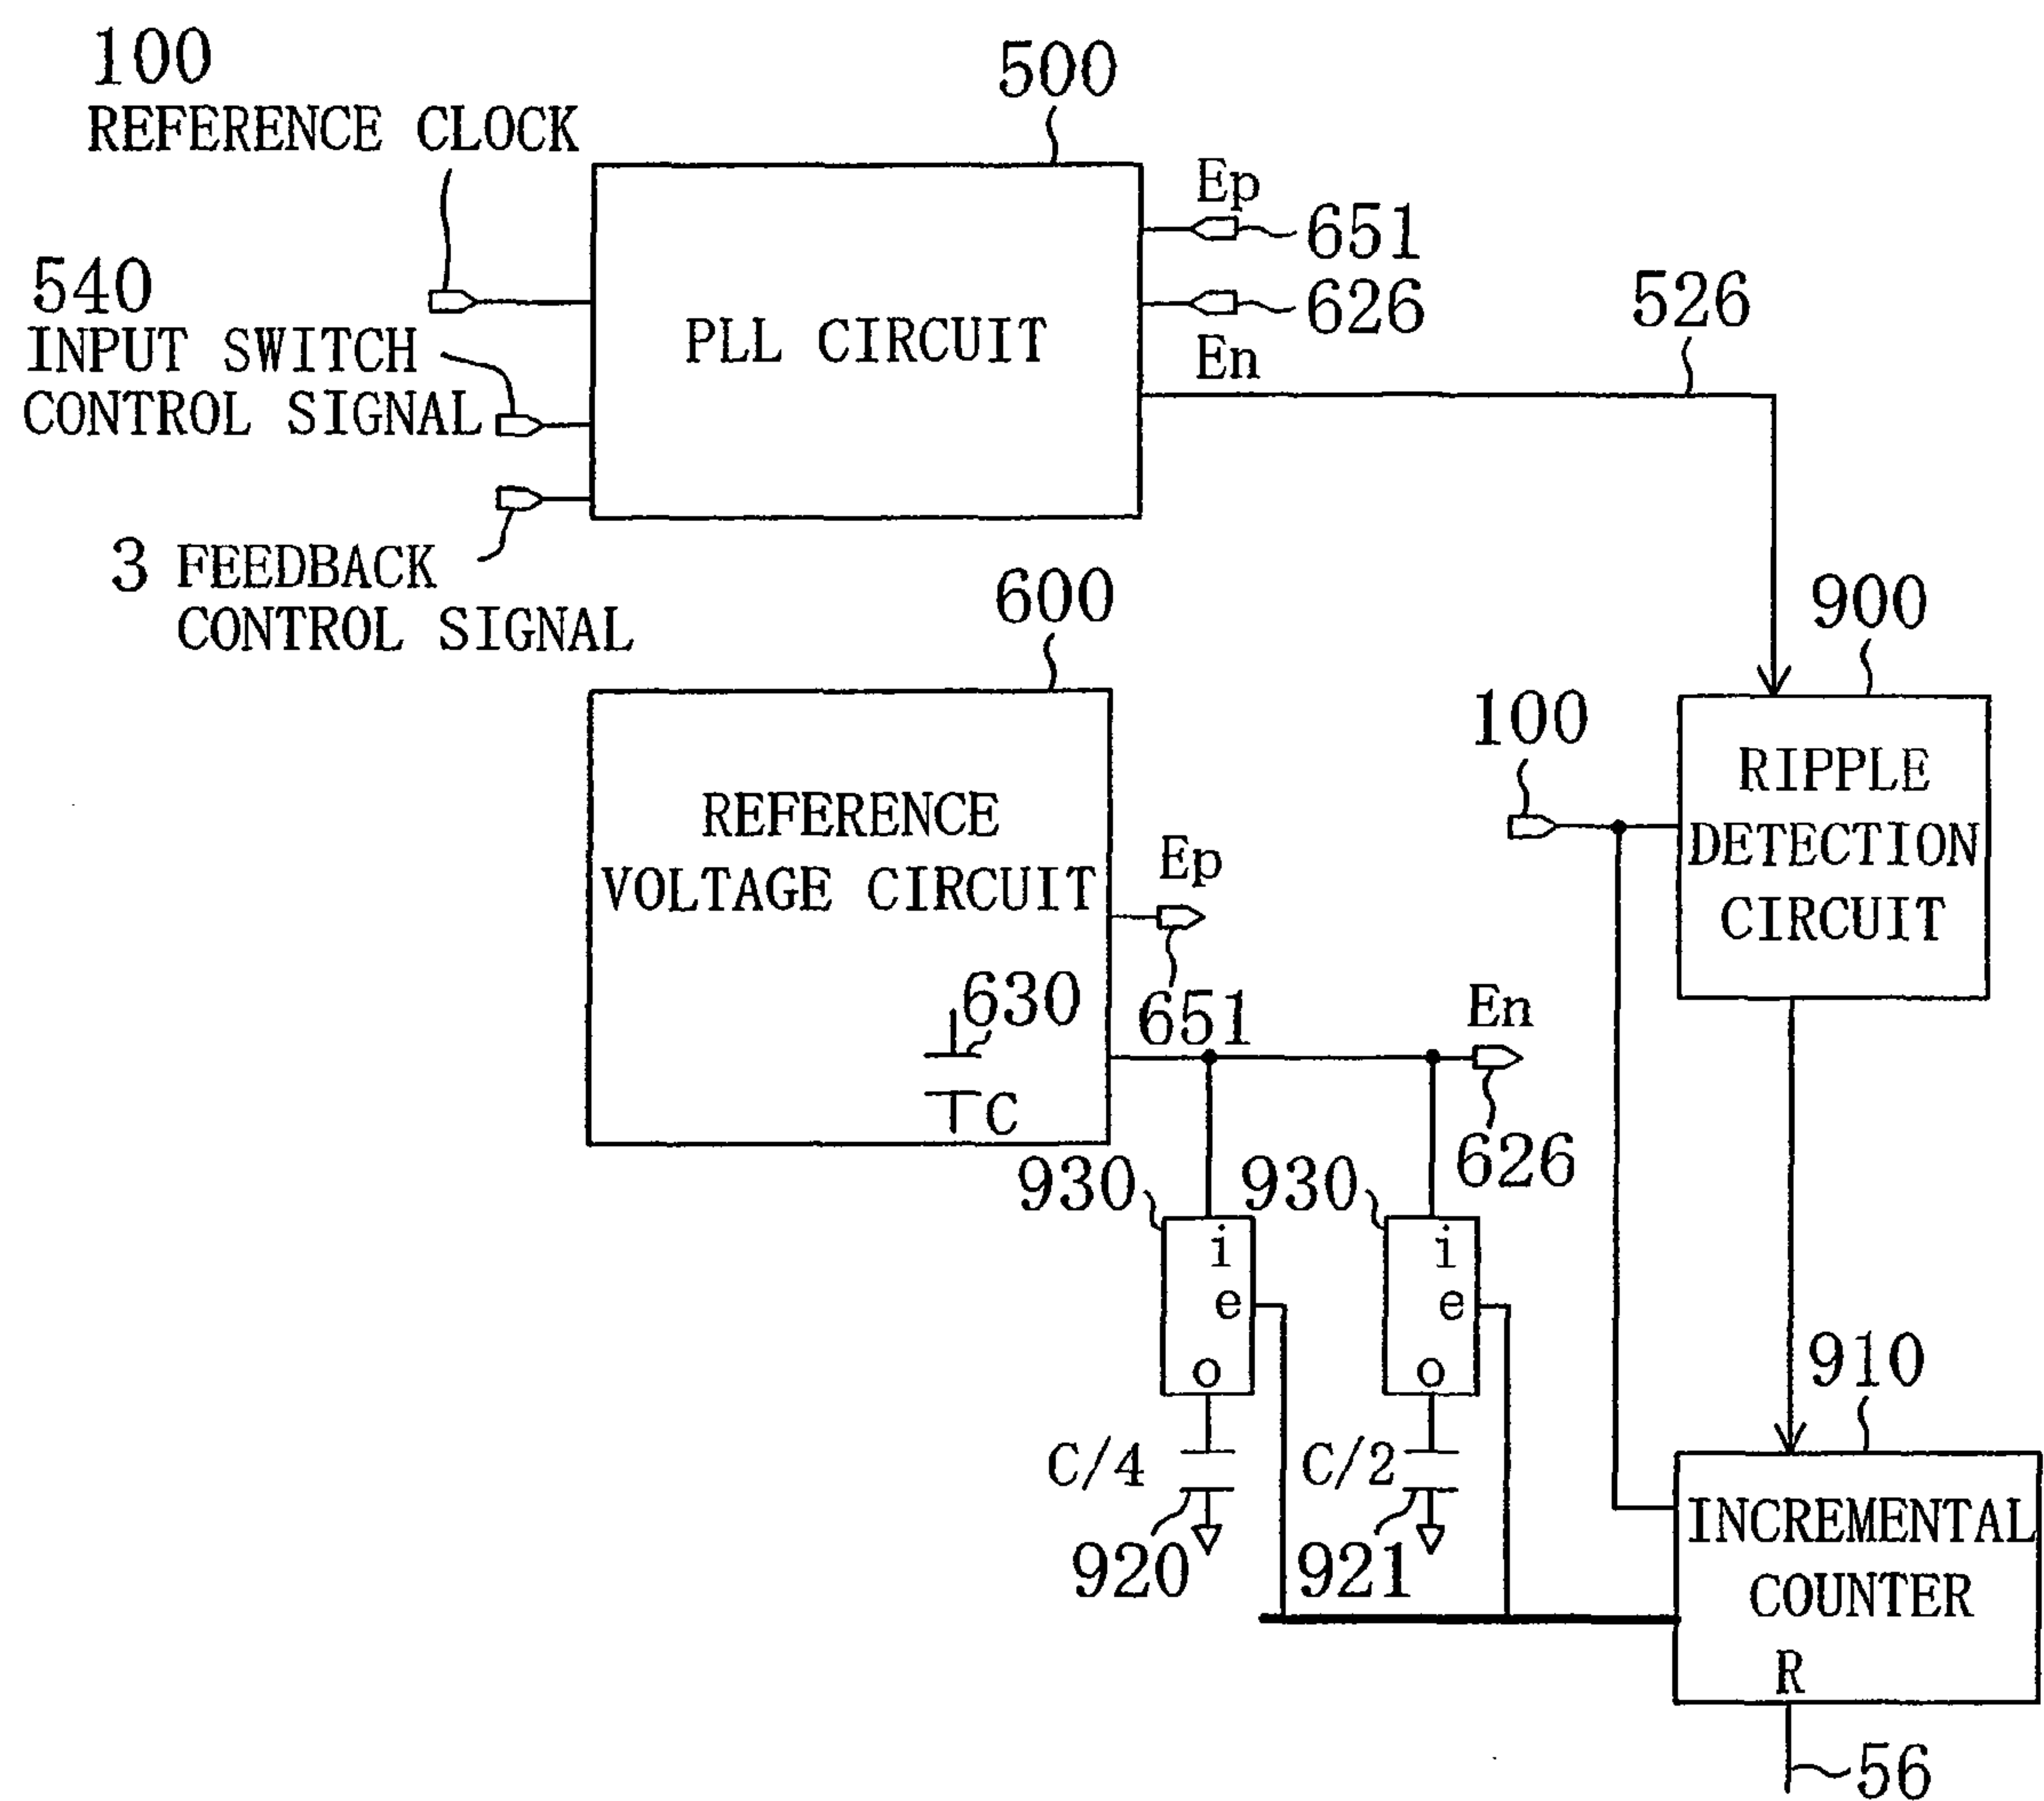 100
REFERENCE CLOCK
500
Ep
651
540
INPUT SWITCH
CONTROL SIGNAL
626
526
PLL CIRCUIT
En
3 FEEDBACK
CONTROL SIGNAL
600
900
100
REFERENCE
VOLTAGE CIRCUIT
RIPPLE
DETECTION
CIRCUIT
Ep
651
630
C
En
626
930
930
i
e
o
i
e
o
910
C/4
C/2
920
921
INCREMENTAL
COUNTER
R
56